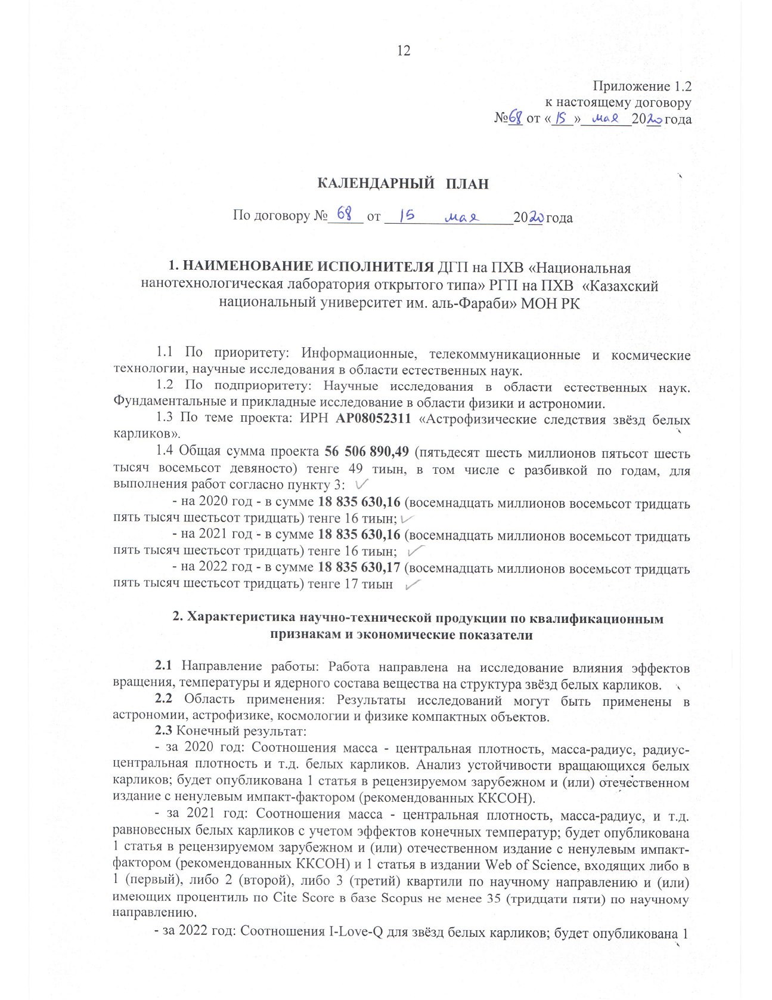 12
Приложение 1.2
к настоящему договору
№68 от «15» мая 2020 года
КАЛЕНДАРНЫЙ ПЛАН
По договору № 68 от 15 мая 2020 года
1. НАИМЕНОВАНИЕ ИСПОЛНИТЕЛЯ ДГП на ПХВ «Национальная
нанотехнологическая лаборатория открытого типа» РГП на ПХВ «Казахский
национальный университет им. аль-Фараби» МОН РК
1.1 По приоритету: Информационные, телекоммуникационные и космические
технологии, научные исследования в области естественных наук.
1.2 По подприоритету: Научные исследования в области естественных наук.
Фундаментальные и прикладные исследование в области физики и астрономии.
1.3 По теме проекта: ИРН АР08052311 «Астрофизические следствия звёзд белых
карликов».
1.4 Общая сумма проекта 56 506 890,49 (пятьдесят шесть миллионов пятьсот шесть
тысяч восемьсот девяносто) тенге 49 тиын, в том числе с разбивкой по годам, для
выполнения работ согласно пункту 3:
- на 2020 год - в сумме 18 835 630,16 (восемнадцать миллионов восемьсот тридцать
пять тысяч шестьсот тридцать) тенге 16 тиын;
- на 2021 год - в сумме 18 835 630,16 (восемнадцать миллионов восемьсот тридцать
пять тысяч шестьсот тридцать) тенге 16 тиын;
- на 2022 год - в сумме 18 835 630,17 (восемнадцать миллионов восемьсот тридцать
пять тысяч шестьсот тридцать) тенге 17 тиын
2. Характеристика научно-технической продукции по квалификационным
признакам и экономические показатели
2.1 Направление работы: Работа направлена на исследование влияния эффектов
вращения, температуры и ядерного состава вещества на структура звёзд белых карликов.
2.2 Область применения: Результаты исследований могут быть применены в
астрономии, астрофизике, космологии и физике компактных объектов.
2.3 Конечный результат:
- за 2020 год: Соотношения масса - центральная плотность, масса-радиус, радиус-
центральная плотность и т.д. белых карликов. Анализ устойчивости вращающихся белых
карликов; будет опубликована 1 статья в рецензируемом зарубежном и (или) отечественном
издание с ненулевым импакт-фактором (рекомендованных ККСОН).
- за 2021 год: Соотношения масса - центральная плотность, масса-радиус, и т.д.
равновесных белых карликов с учетом эффектов конечных температур; будет опубликована
1 статья в рецензируемом зарубежном и (или) отечественном издание с ненулевым импакт-
фактором (рекомендованных ККСОН) и 1 статья в издании Web of Science, входящих либо в
1 (первый), либо 2 (второй), либо 3 (третий) квартили по научному направлению и (или)
имеющих процентиль по Cite Score в базе Scopus не менее 35 (тридцати пяти) по научному
направлению.
- за 2022 год: Соотношения I-Love-Q для звёзд белых карликов; будет опубликована 1